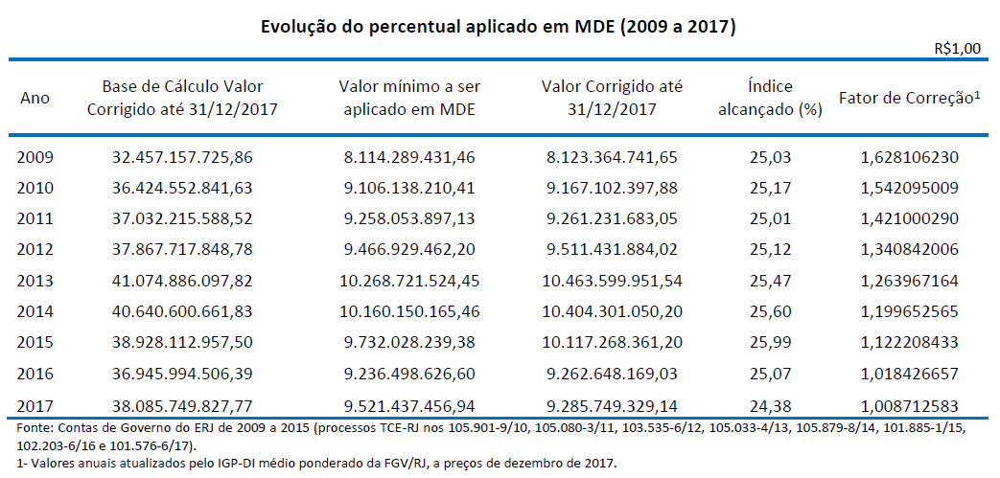 Evolução do percentual aplicado em MDE (2009 a 2017)
R$1,00
Ano Base de Cálculo Valor Corrigido até 31/12/2017 Valor mínimo a ser aplicado em MDE Valor Corrigido até 31/12/2017 Índice alcançado (%) Fator de Correção¹
2009 32.457.157.725,86 8.114.289.431,46 8.123.364.741,65 25,03 1,628106230
2010 36.424.552.841,63 9.106.138.210,41 9.167.102.397,88 25,17 1,542095009
2011 37.032.215.588,52 9.258.053.897,13 9.261.231.683,05 25,01 1,421000290
2012 37.867.717.848,78 9.466.929.462,20 9.511.431.884,02 25,12 1,340842006
2013 41.074.886.097,82 10.268.721.524,45 10.463.599.951,54 25,47 1,263967164
2014 40.640.600.661,83 10.160.150.165,46 10.404.301.050,20 25,60 1,199652565
2015 38.928.112.957,50 9.732.028.239,38 10.117.268.361,20 25,99 1,122208433
2016 36.945.994.506,39 9.236.498.626,60 9.262.648.169,03 25,07 1,018426657
2017 38.085.749.827,77 9.521.437.456,94 9.285.749.329,14 24,38 1,008712583
Fonte: Contas de Governo do ERJ de 2009 a 2015 (processos TCE-RJ nos 105.901-9/10, 105.080-3/11, 103.535-6/12, 105.033-4/13, 105.879-8/14, 101.885-1/15,
102.203-6/16 e 101.576-6/17).
1- Valores anuais atualizados pelo IGP-DI médio ponderado da FGV/RJ, a preços de dezembro de 2017.